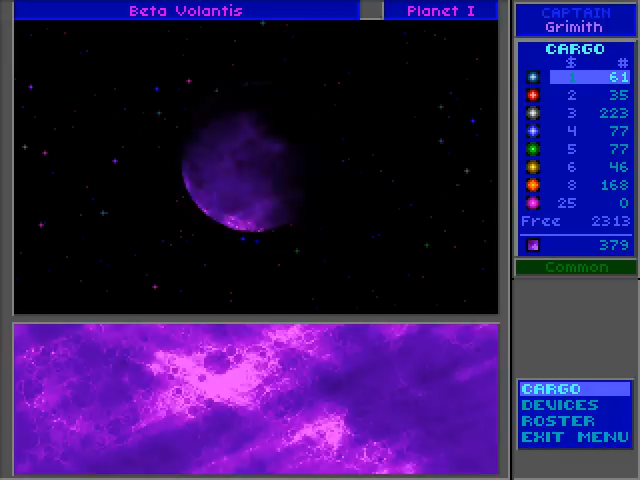 Beta Volantis
Planet I
CAPTAIN
Grimith
CARGO
$ #
1 61
2 35
3 223
4 77
5 77
6 46
8 168
25 0
Free 2313
379
Common
CARGO
DEVICES
ROSTER
EXIT MENU